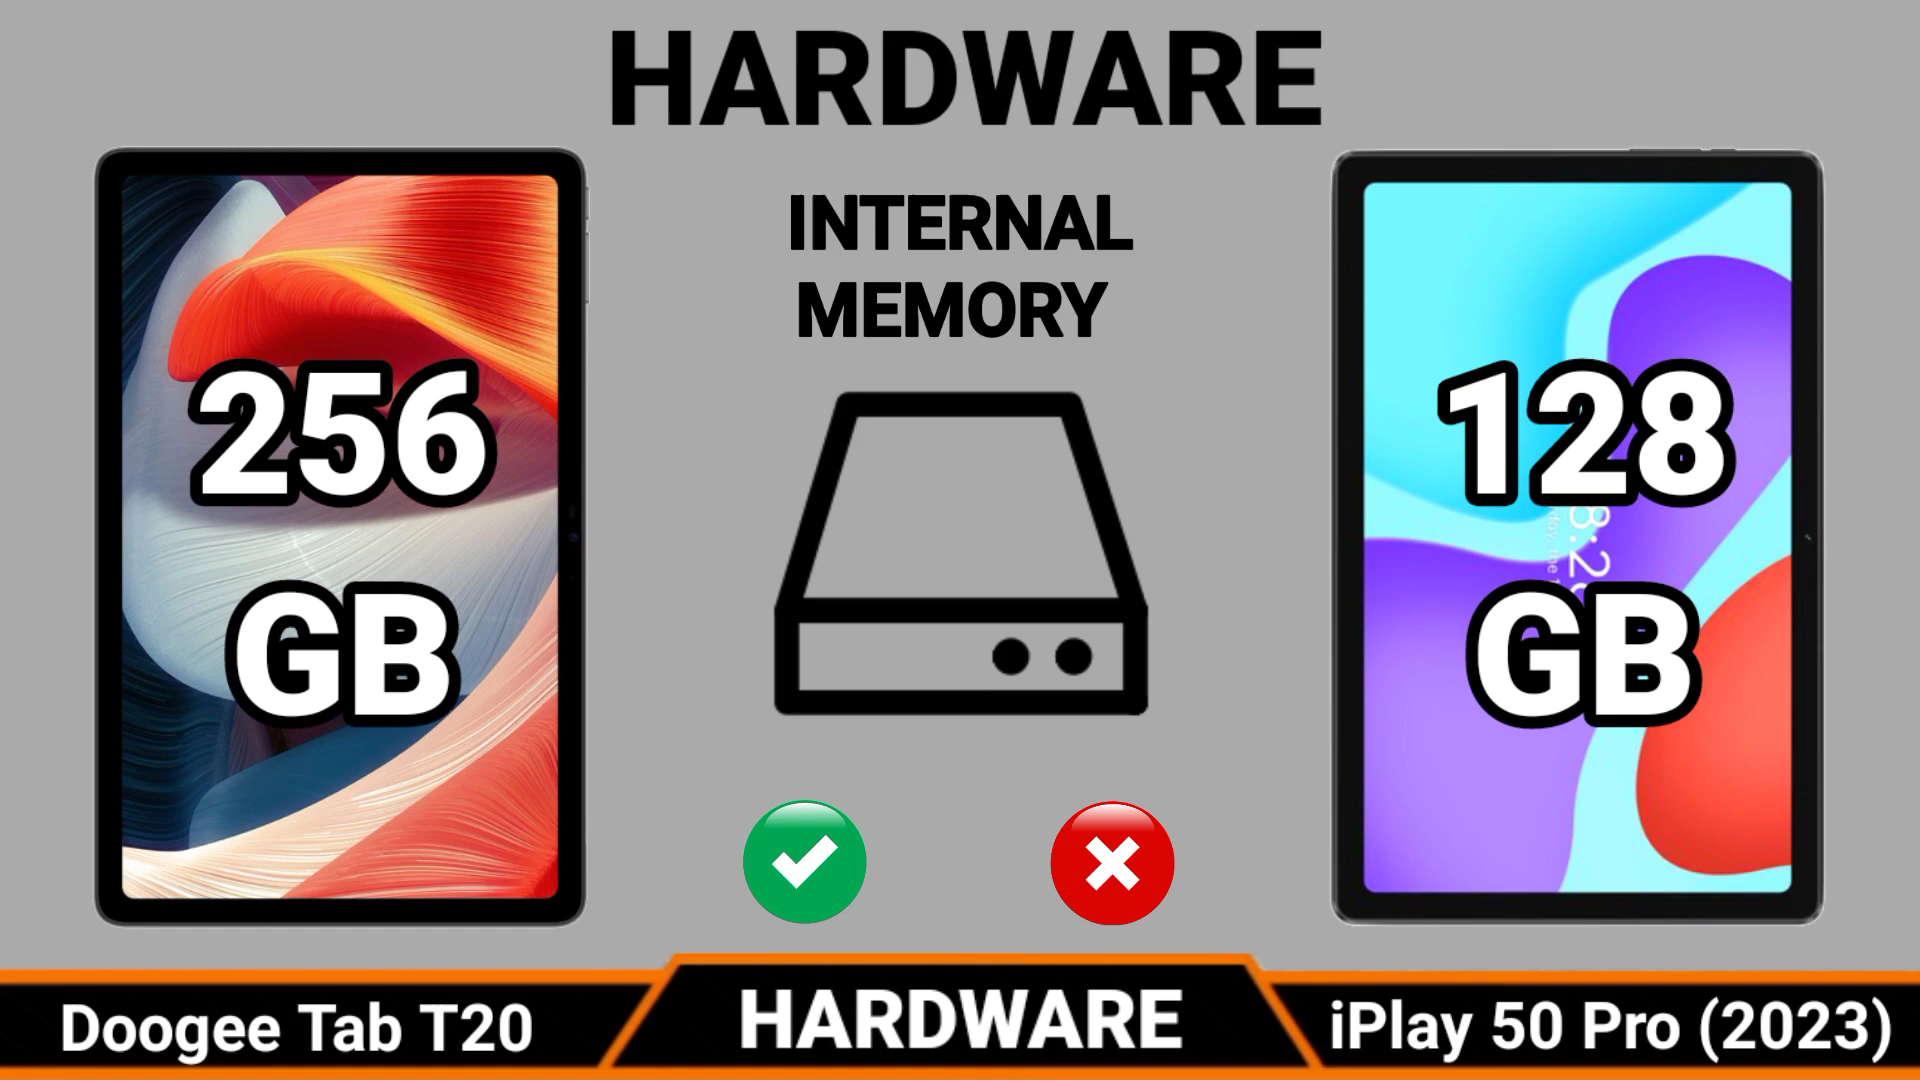 HARDWARE
INTERNAL
MEMORY
256
GB
128
GB
Doogee Tab T20
HARDWARE
iPlay 50 Pro (2023)